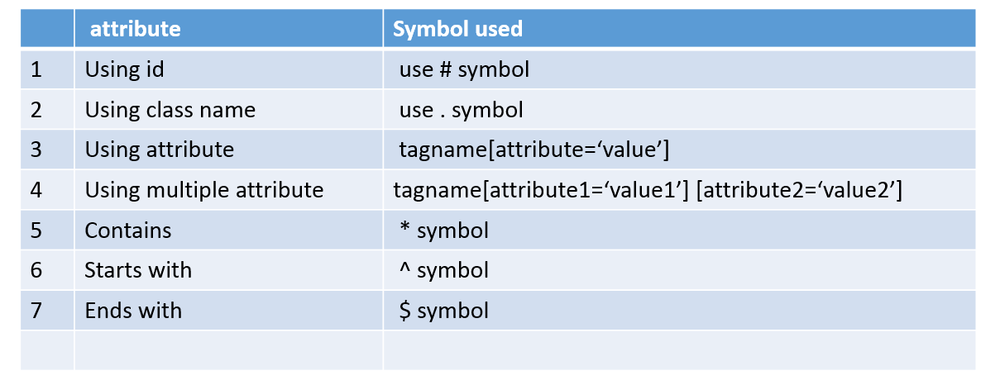 attribute Symbol used
1 Using id use # symbol
2 Using class name use . symbol
3 Using attribute tagname[attribute=‘value’]
4 Using multiple attribute tagname[attribute1=‘value1’] [attribute2=‘value2’]
5 Contains * symbol
6 Starts with ^ symbol
7 Ends with $ symbol